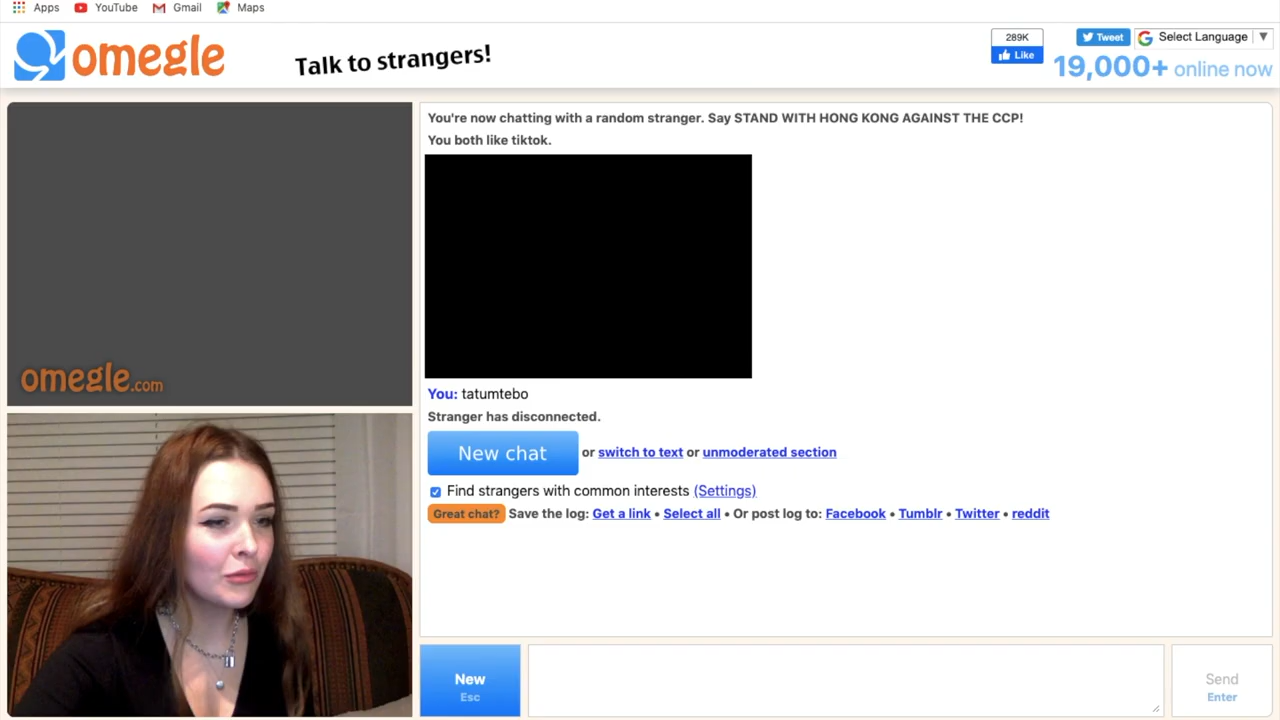 Apps YouTube Gmail Maps
omegle Talk to strangers! 289K Like Tweet Select Language ▼
19,000+ online now
You're now chatting with a random stranger. Say STAND WITH HONG KONG AGAINST THE CCP!
You both like tiktok.
omegle.com
You: tatumtebo
Stranger has disconnected.
New chat or switch to text or unmoderated section
Find strangers with common interests (Settings)
Great chat? Save the log: Get a link • Select all • Or post log to: Facebook • Tumblr • Twitter • reddit
New
Esc
Send
Enter